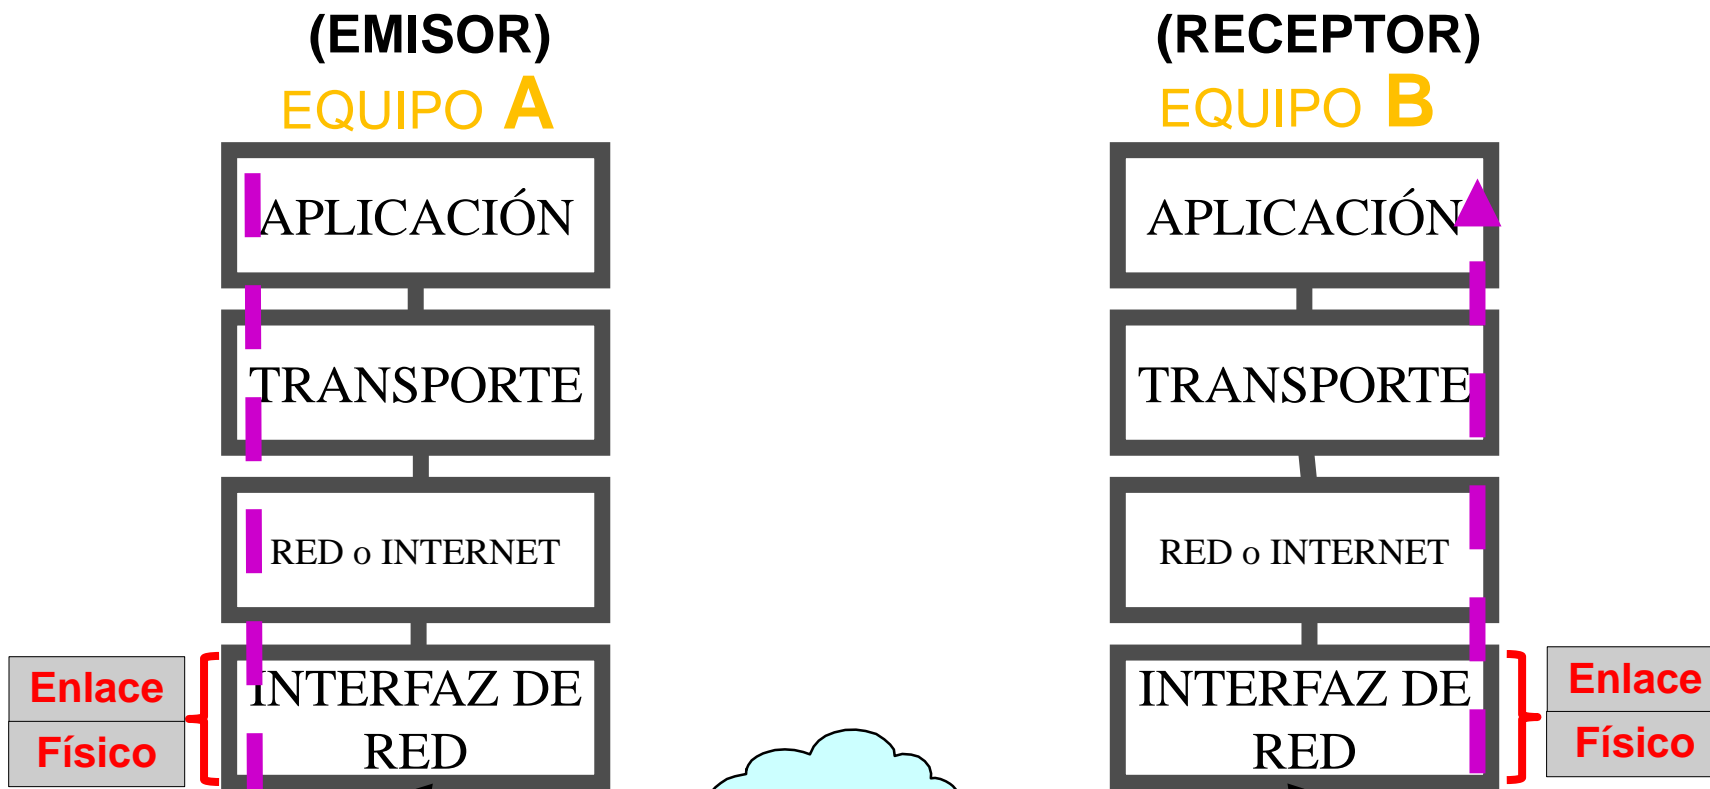 (EMISOR)
EQUIPO A
APLICACIÓN
TRANSPORTE
RED o INTERNET
INTERFAZ DE
RED
Enlace
Físico
(RECEPTOR)
EQUIPO B
APLICACIÓN
TRANSPORTE
RED o INTERNET
INTERFAZ DE
RED
Enlace
Físico